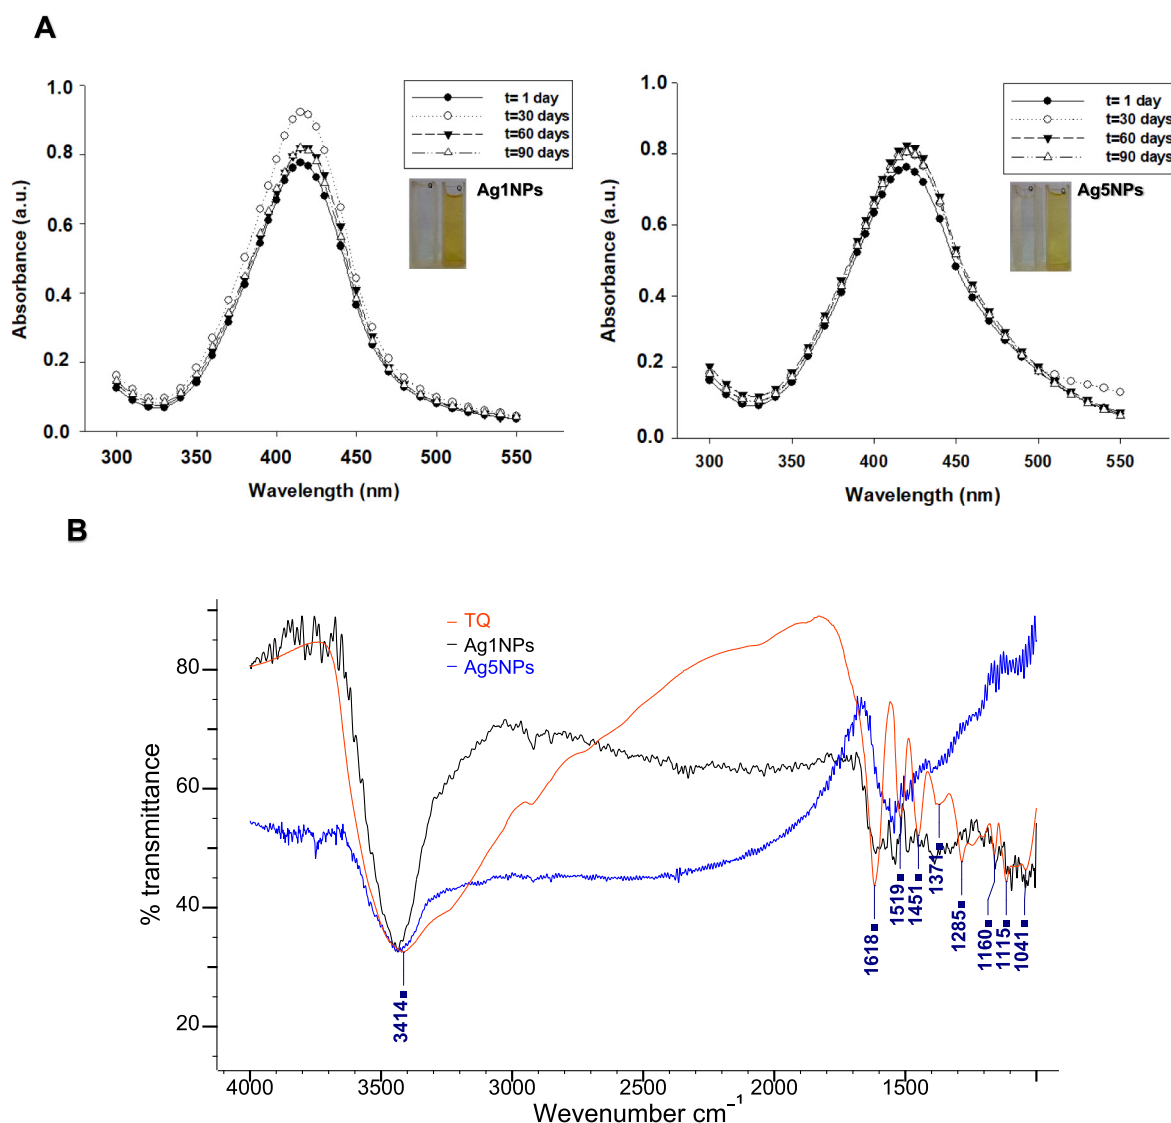 A
1.0
0.8
0.6
0.4
0.2
0.0
Absorbance (a.u.)
300 350 400 450 500 550
Wavelength (nm)
t= 1 day
t=30 days
t=60 days
t=90 days
Ag1NPs
1.0
0.8
0.6
0.4
0.2
0.0
Absorbance (a.u.)
300 350 400 450 500 550
Wavelength (nm)
t= 1 day
t=30 days
t=60 days
t=90 days
Ag5NPs
B
TQ
Ag1NPs
Ag5NPs
80
60
40
20
% transmittance
3414
1618
1519
1451
1371
1285
1160
1115
1041
4000 3500 3000 2500 2000 1500
Wevenumber cm⁻¹